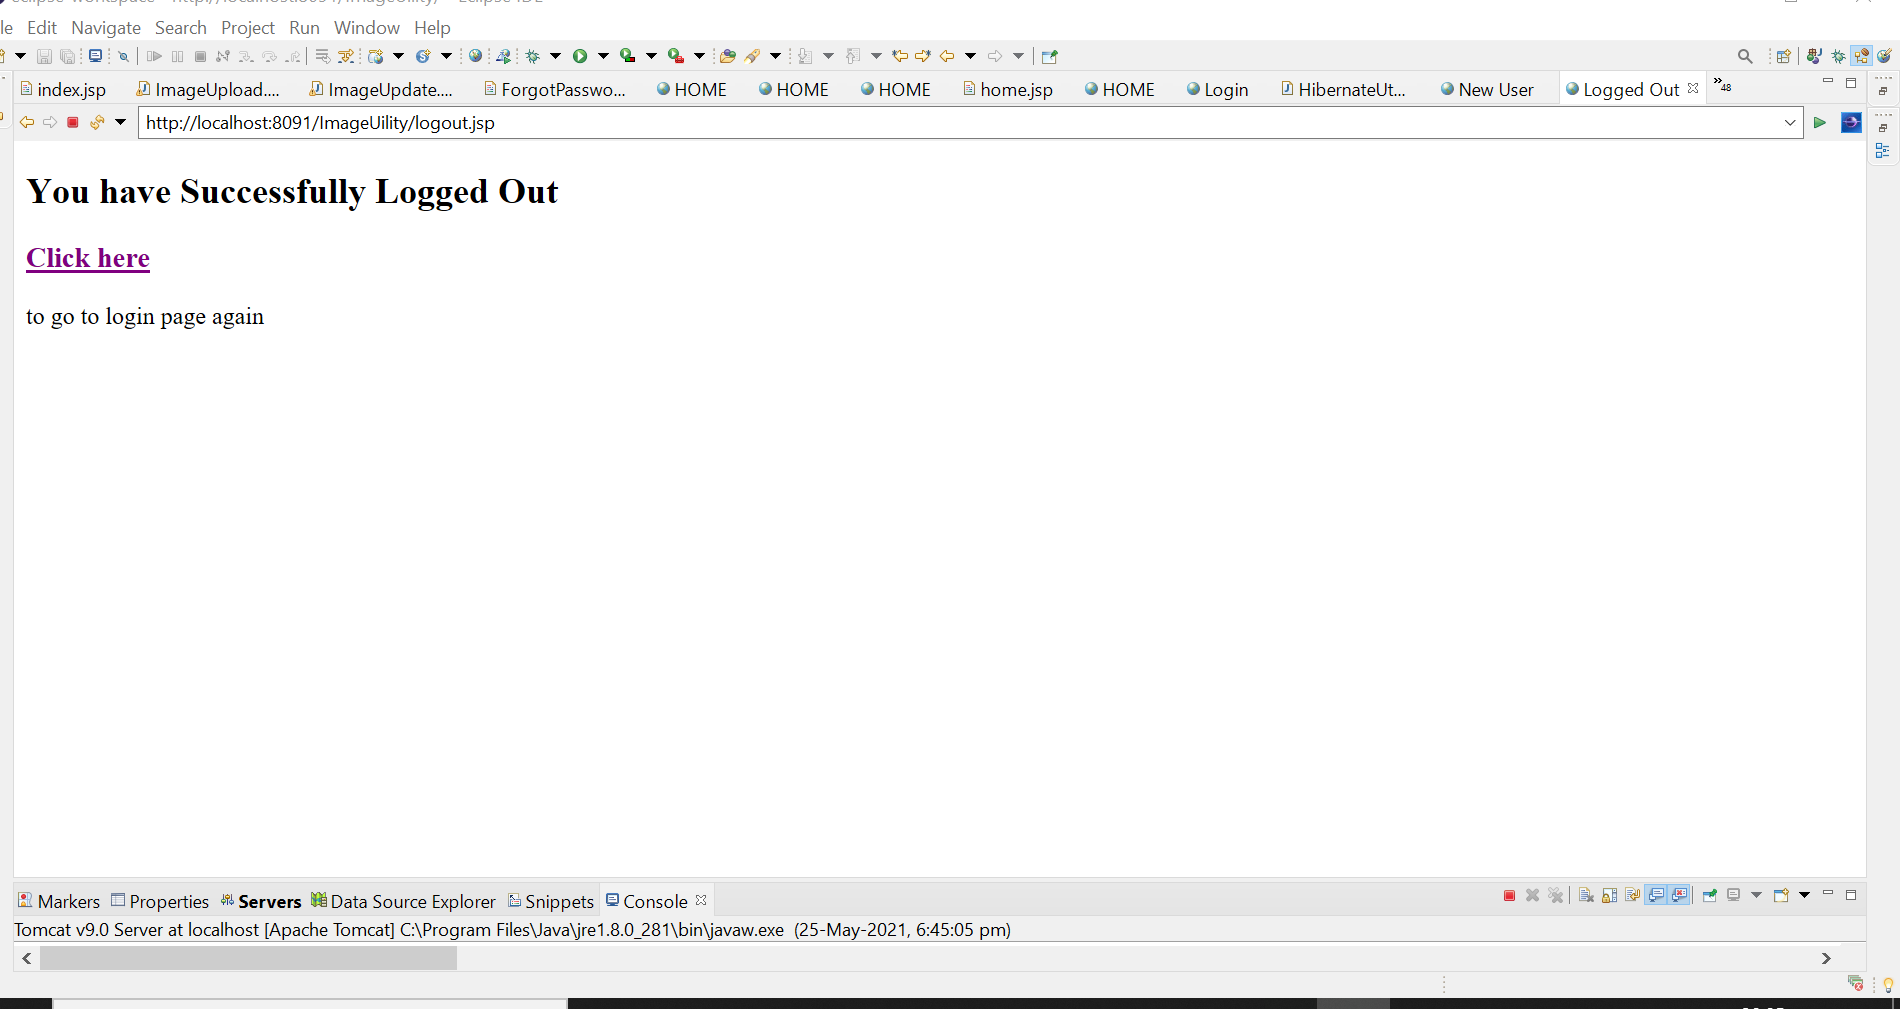 le Edit Navigate Search Project Run Window Help
index.jsp ImageUpload.... ImageUpdate.... ForgotPasswo... HOME HOME HOME home.jsp HOME Login HibernateUt... New User Logged Out »48
http://localhost:8091/ImageUility/logout.jsp
You have Successfully Logged Out
Click here
to go to login page again
Markers Properties Servers Data Source Explorer Snippets Console
Tomcat v9.0 Server at localhost [Apache Tomcat] C:\Program Files\Java\jre1.8.0_281\bin\javaw.exe (25-May-2021, 6:45:05 pm)